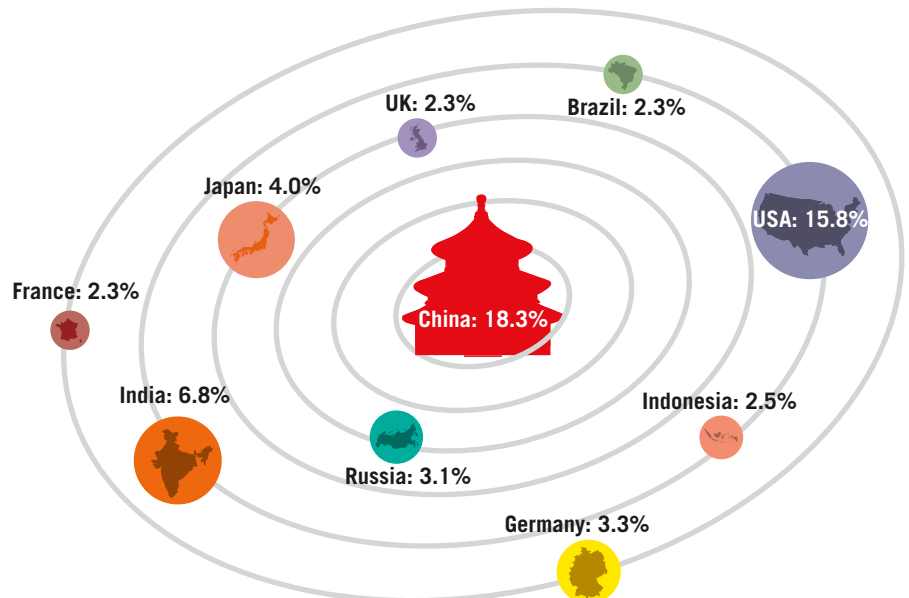 UK: 2.3%
Brazil: 2.3%
Japan: 4.0%
USA: 15.8%
France: 2.3%
China: 18.3%
India: 6.8%
Indonesia: 2.5%
Russia: 3.1%
Germany: 3.3%